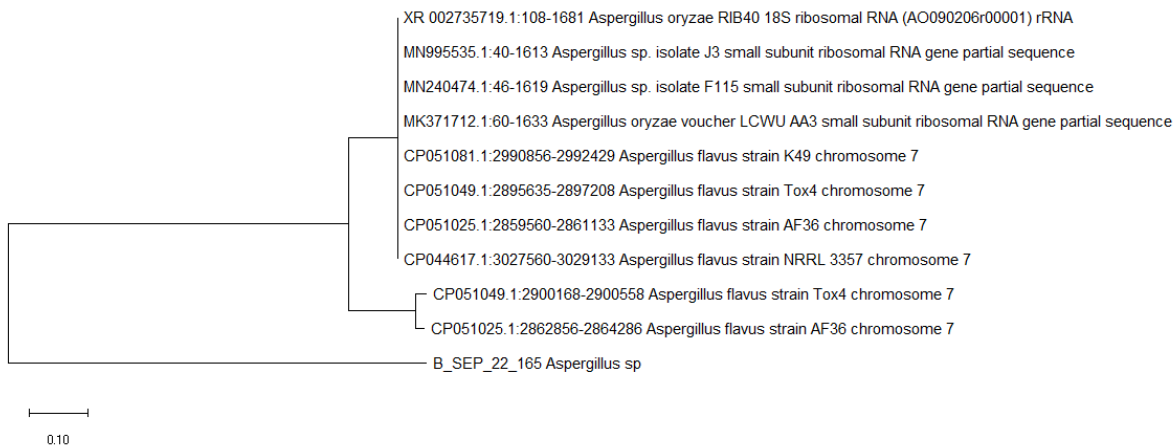 XR 002735719.1:108-1681 Aspergillus oryzae RIB40 18S ribosomal RNA (AO090206r00001) rRNA
MN995535.1:40-1613 Aspergillus sp. isolate J3 small subunit ribosomal RNA gene partial sequence
MN240474.1:46-1619 Aspergillus sp. isolate F115 small subunit ribosomal RNA gene partial sequence
MK371712.1:60-1633 Aspergillus oryzae voucher LCWU AA3 small subunit ribosomal RNA gene partial sequence
CP051081.1:2990856-2992429 Aspergillus flavus strain K49 chromosome 7
CP051049.1:2895635-2897208 Aspergillus flavus strain Tox4 chromosome 7
CP051025.1:2859560-2861133 Aspergillus flavus strain AF36 chromosome 7
CP044617.1:3027560-3029133 Aspergillus flavus strain NRRL 3357 chromosome 7
CP051049.1:2900168-2900558 Aspergillus flavus strain Tox4 chromosome 7
CP051025.1:2862856-2864286 Aspergillus flavus strain AF36 chromosome 7
B_SEP_22_165 Aspergillus sp
0.10